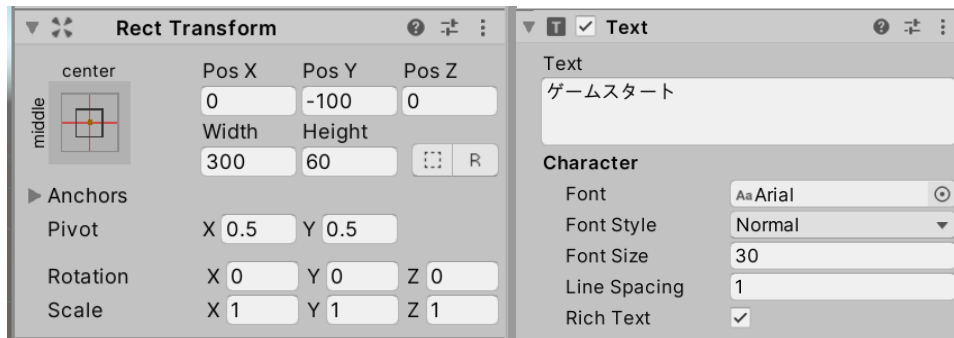 Rect Transform
center
middle
Pos X Pos Y Pos Z
0 -100 0
Width Height
300 60
R
Anchors
Pivot X 0.5 Y 0.5
Rotation X 0 Y 0 Z 0
Scale X 1 Y 1 Z 1
T Text
Text
ゲームスタート
Character
Font Aa Arial
Font Style Normal
Font Size 30
Line Spacing 1
Rich Text